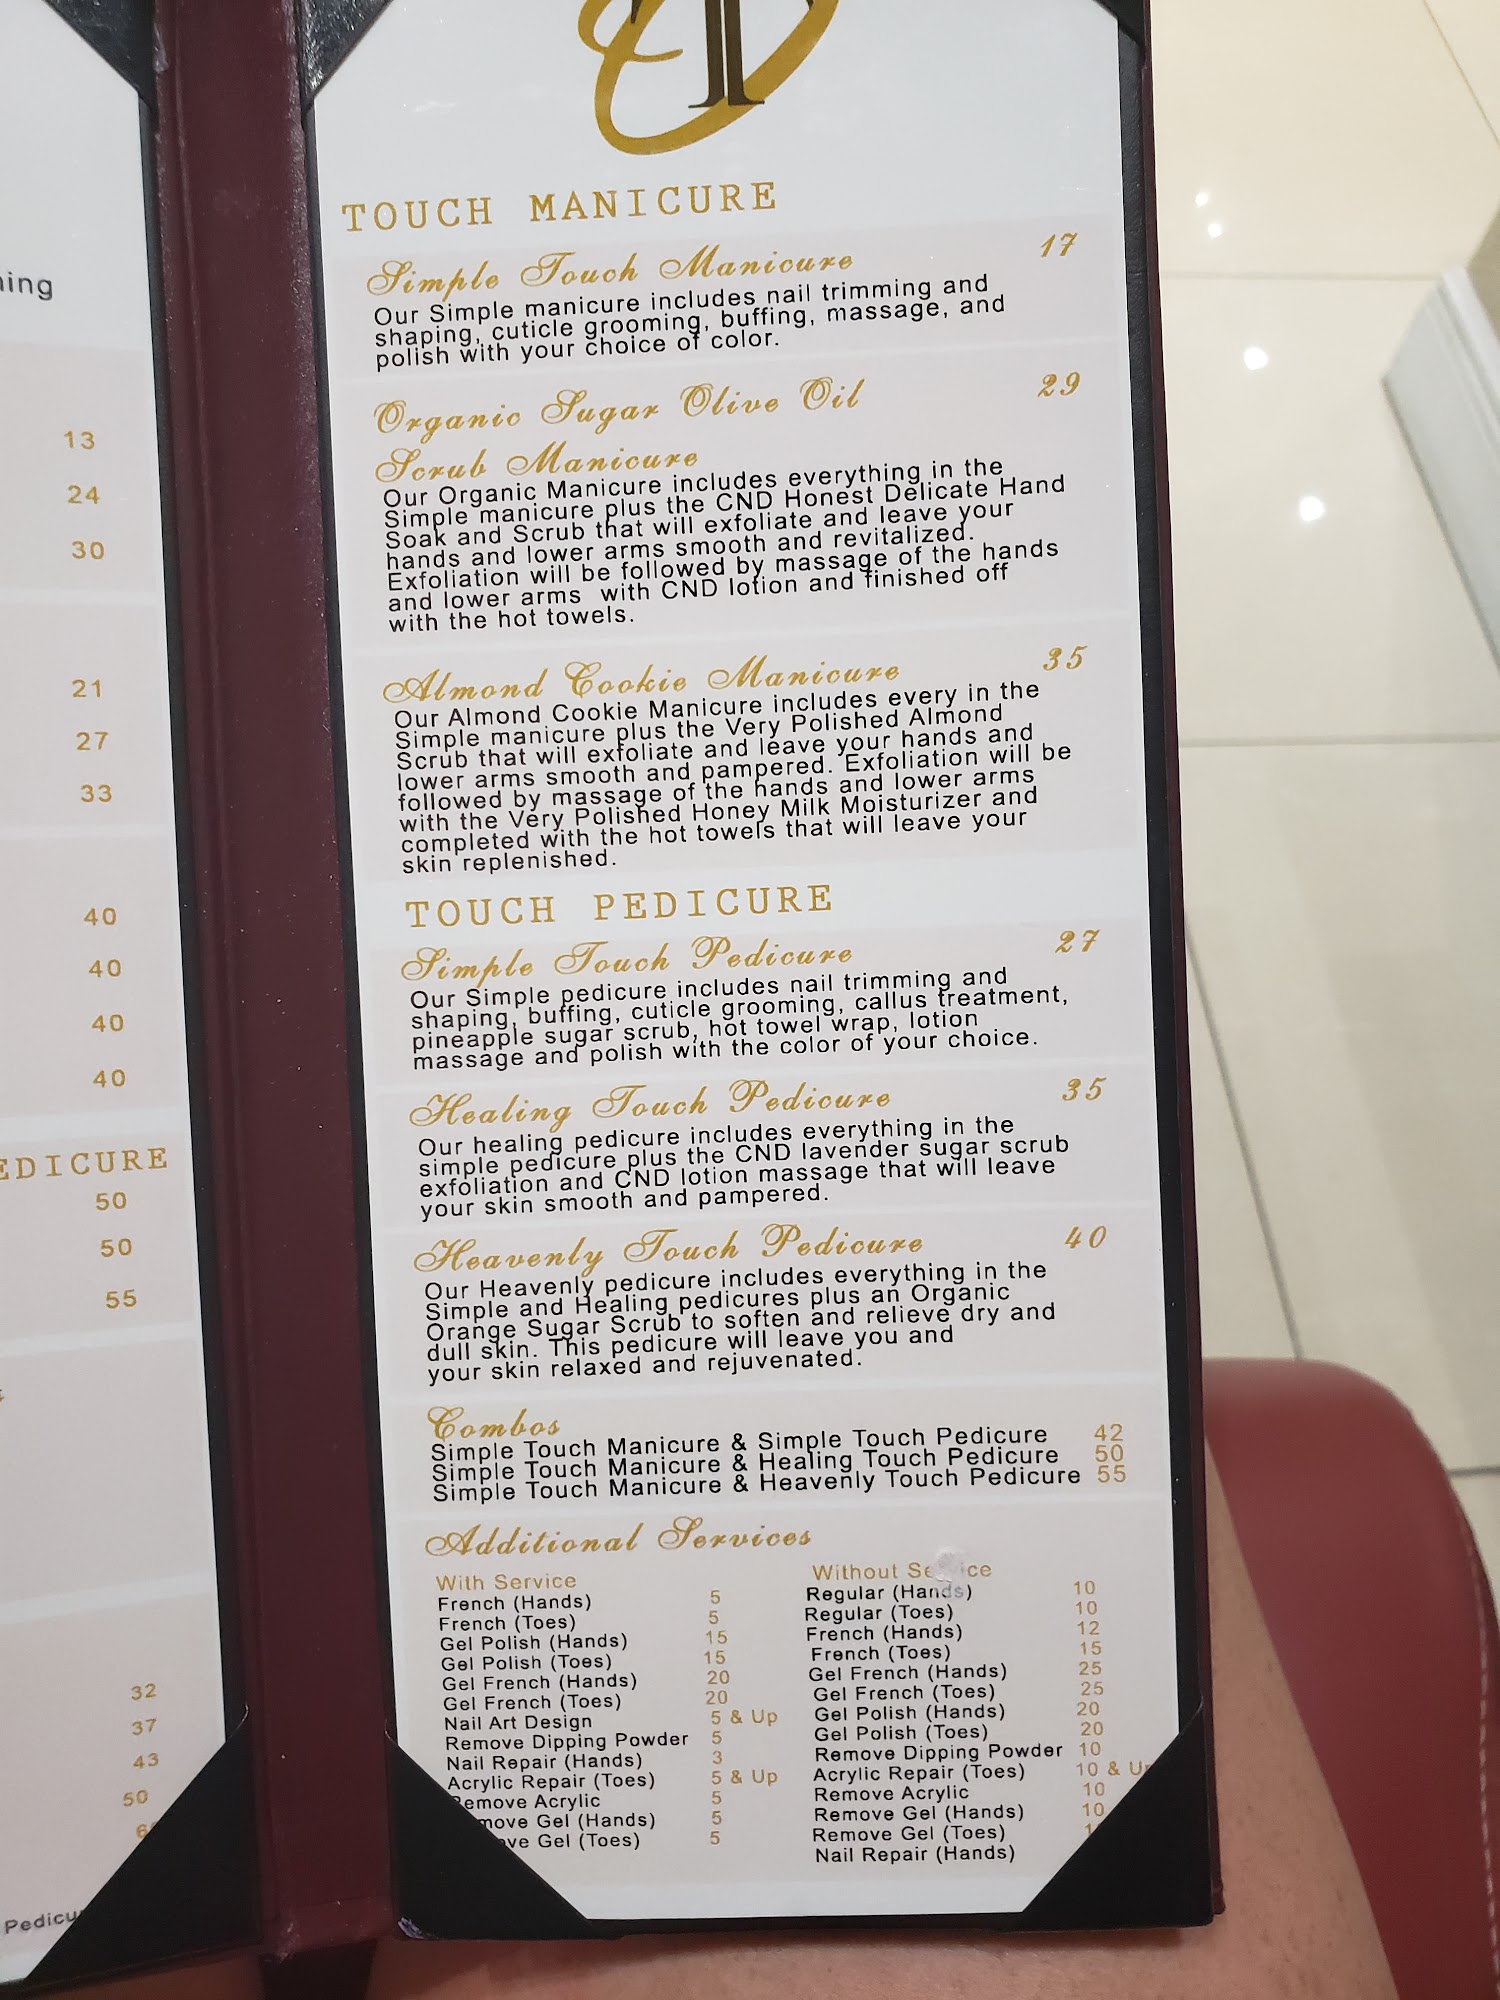 ning
13
24
30
21
27
33
40
40
40
40
EDICURE
50
50
55
32
37
43
50
Pedicu
T
TOUCH MANICURE
Simple Touch Manicure 17
Our Simple manicure includes nail trimming and
shaping, cuticle grooming, buffing, massage, and
polish with your choice of color.
Organic Sugar Olive Oil 29
Scrub Manicure
Our Organic Manicure includes everything in the
Simple manicure plus the CND Honest Delicate Hand
Soak and Scrub that will exfoliate and leave your
hands and lower arms smooth and revitalized.
Exfoliation will be followed by massage of the hands
and lower arms with CND lotion and finished off
with the hot towels.
Almond Cookie Manicure 35
Our Almond Cookie Manicure includes every in the
Simple manicure plus the Very Polished Almond
Scrub that will exfoliate and leave your hands and
lower arms smooth and pampered. Exfoliation will be
followed by massage of the hands and lower arms
with the Very Polished Honey Milk Moisturizer and
completed with the hot towels that will leave your
skin replenished.
TOUCH PEDICURE
Simple Touch Pedicure 27
Our Simple pedicure includes nail trimming and
shaping, buffing, cuticle grooming, callus treatment,
pineapple sugar scrub, hot towel wrap, lotion
massage and polish with the color of your choice.
Healing Touch Pedicure 35
Our healing pedicure includes everything in the
simple pedicure plus the CND lavender sugar scrub
exfoliation and CND lotion massage that will leave
your skin smooth and pampered.
Heavenly Touch Pedicure 40
Our Heavenly pedicure includes everything in the
Simple and Healing pedicures plus an Organic
Orange Sugar Scrub to soften and relieve dry and
dull skin. This pedicure will leave you and
your skin relaxed and rejuvenated.
Combos
Simple Touch Manicure & Simple Touch Pedicure 42
Simple Touch Manicure & Healing Touch Pedicure 50
Simple Touch Manicure & Heavenly Touch Pedicure 55
Additional Services
With Service
French (Hands) 5
French (Toes) 5
Gel Polish (Hands) 15
Gel Polish (Toes) 15
Gel French (Hands) 20
Gel French (Toes) 20
Nail Art Design 5 & Up
Remove Dipping Powder 5
Nail Repair (Hands) 3
Acrylic Repair (Toes) 5 & Up
emove Acrylic 5
move Gel (Hands) 5
ve Gel (Toes) 5
Without Se ice
Regular (Hands) 10
Regular (Toes) 10
French (Hands) 12
French (Toes) 15
Gel French (Hands) 25
Gel French (Toes) 25
Gel Polish (Hands) 20
Gel Polish (Toes) 20
Remove Dipping Powder 10
Acrylic Repair (Toes) 10 & U
Remove Acrylic 10
Remove Gel (Hands) 10
Remove Gel (Toes)
Nail Repair (Hands)